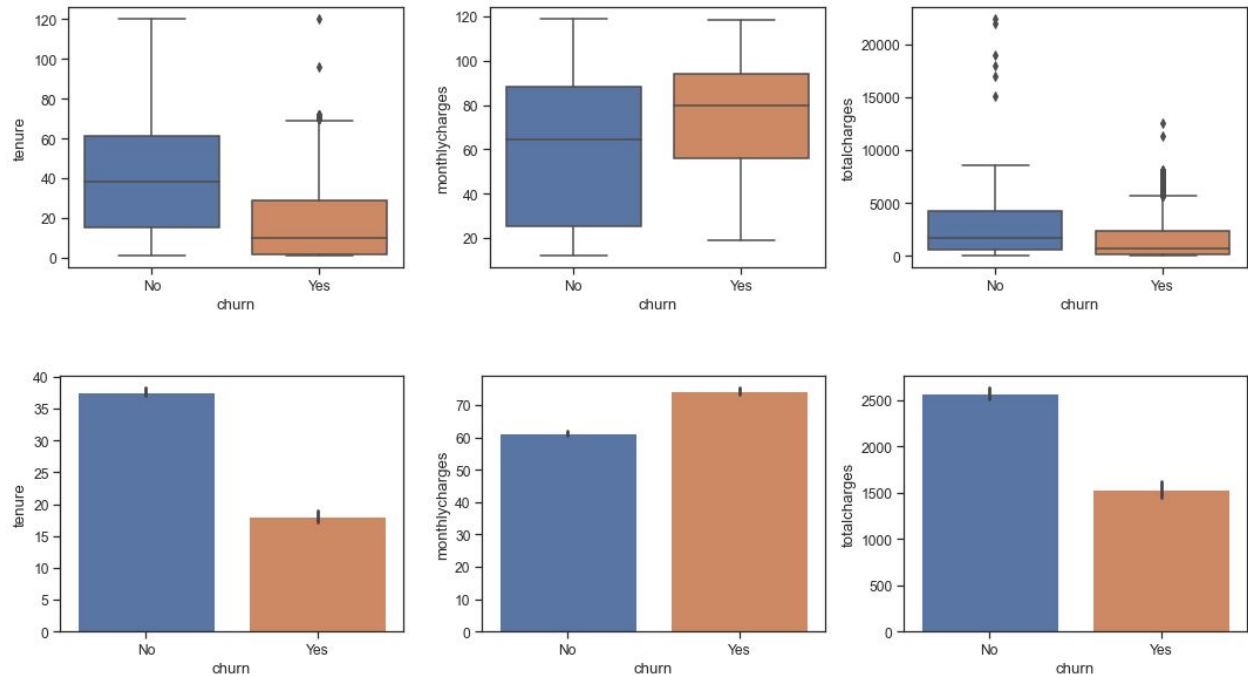 tenure
120
100
80
60
40
20
0
No
Yes
churn
monthlycharges
120
100
80
60
40
20
No
Yes
churn
totalcharges
20000
15000
10000
5000
0
No
Yes
churn
tenure
40
35
30
25
20
15
10
5
0
No
Yes
churn
monthlycharges
70
60
50
40
30
20
10
0
No
Yes
churn
totalcharges
2500
2000
1500
1000
500
0
No
Yes
churn